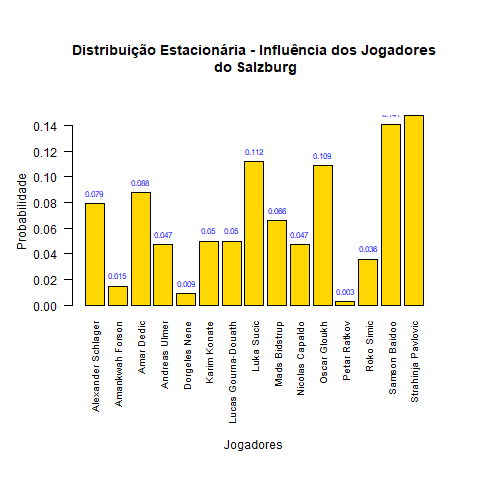 Distribuição Estacionária - Influência dos Jogadores
do Salzburg
Probabilidade
0.14
0.12
0.10
0.08
0.06
0.04
0.02
0.00
0.079
0.015
0.088
0.047
0.009
0.05
0.05
0.112
0.066
0.047
0.109
0.003
0.036
Alexander Schlager
Amankwah Forson
Amar Dedic
Andreas Ulmer
Dorgeles Nene
Karim Konate
Lucas Gourna-Douath
Luka Sucic
Mads Bidstrup
Nicolas Capaldo
Oscar Gloukh
Petar Ratkov
Roko Simic
Samson Baidoo
Strahinja Pavlovic
Jogadores